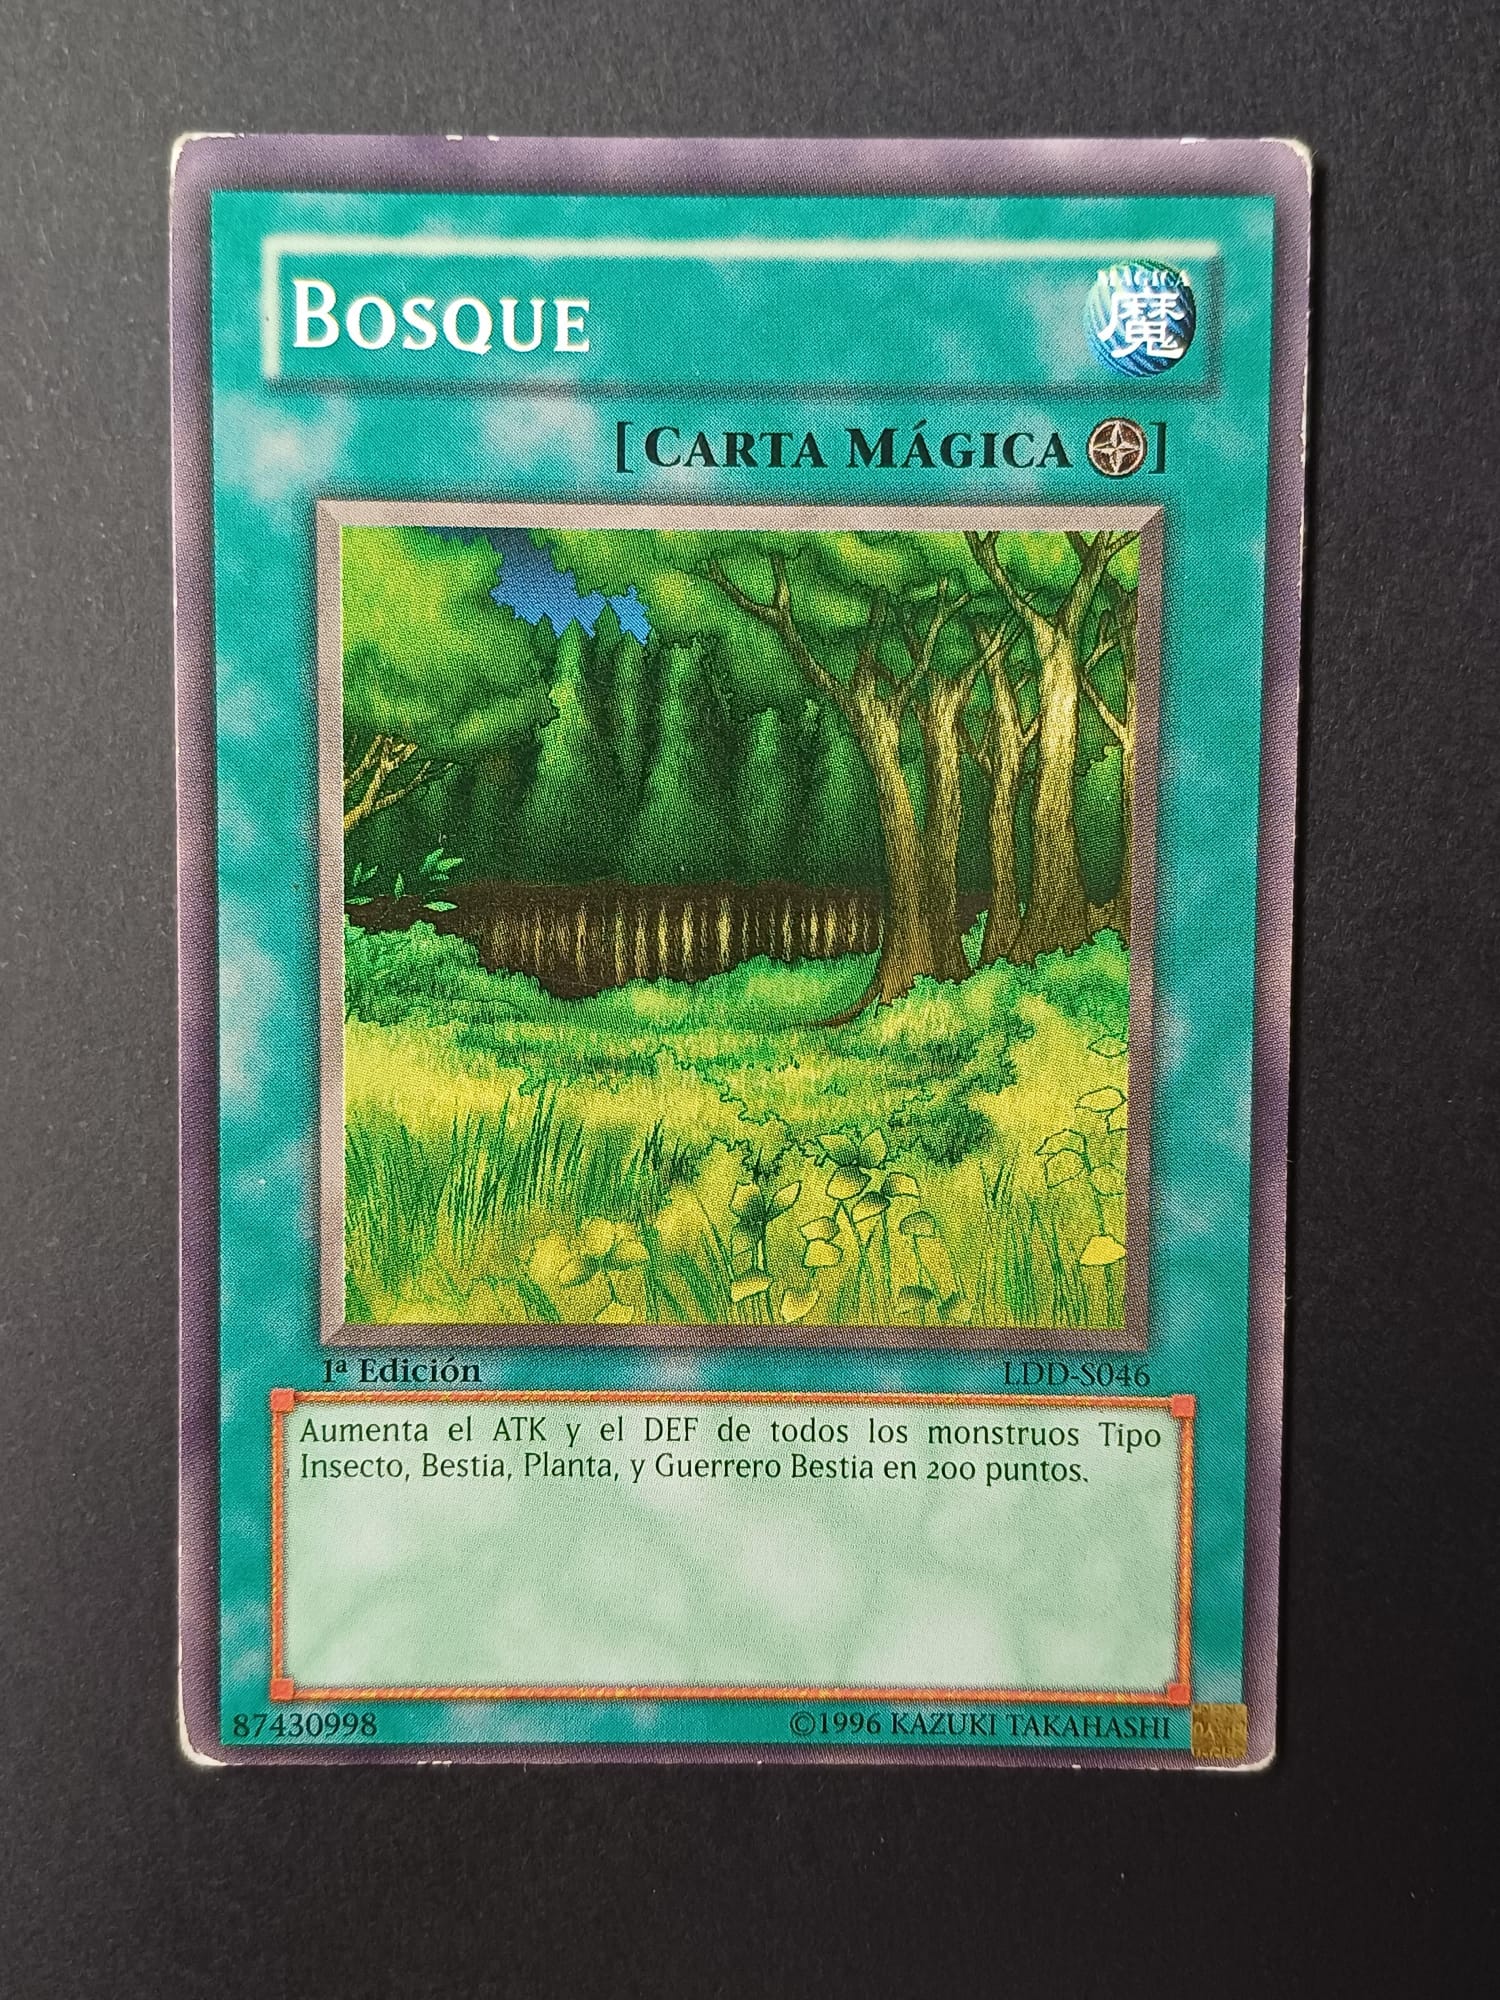 BOSQUE
MÁGICA
魔
[CARTA MÁGICA ]
1ª Edición
LDD-S046
Aumenta el ATK y el DEF de todos los monstruos Tipo
Insecto, Bestia, Planta, y Guerrero Bestia en 200 puntos.
87430998
©1996 KAZUKI TAKAHASHI